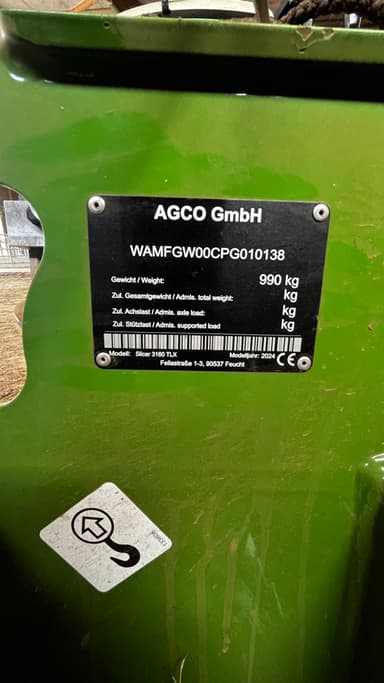 AGCO GmbH
WAMFGW00CPG010138
Gewicht / Weight: 990 kg
Zul. Gesamtgewicht / Admis. total weight: kg
Zul. Achslast / Admis. axle load: kg
Zul. Stützlast / Admis. supported load kg
Modell: Slicer 3160 TLX Modelljahr: 2024 CE
Fellastraße 1-3, 90537 Feucht